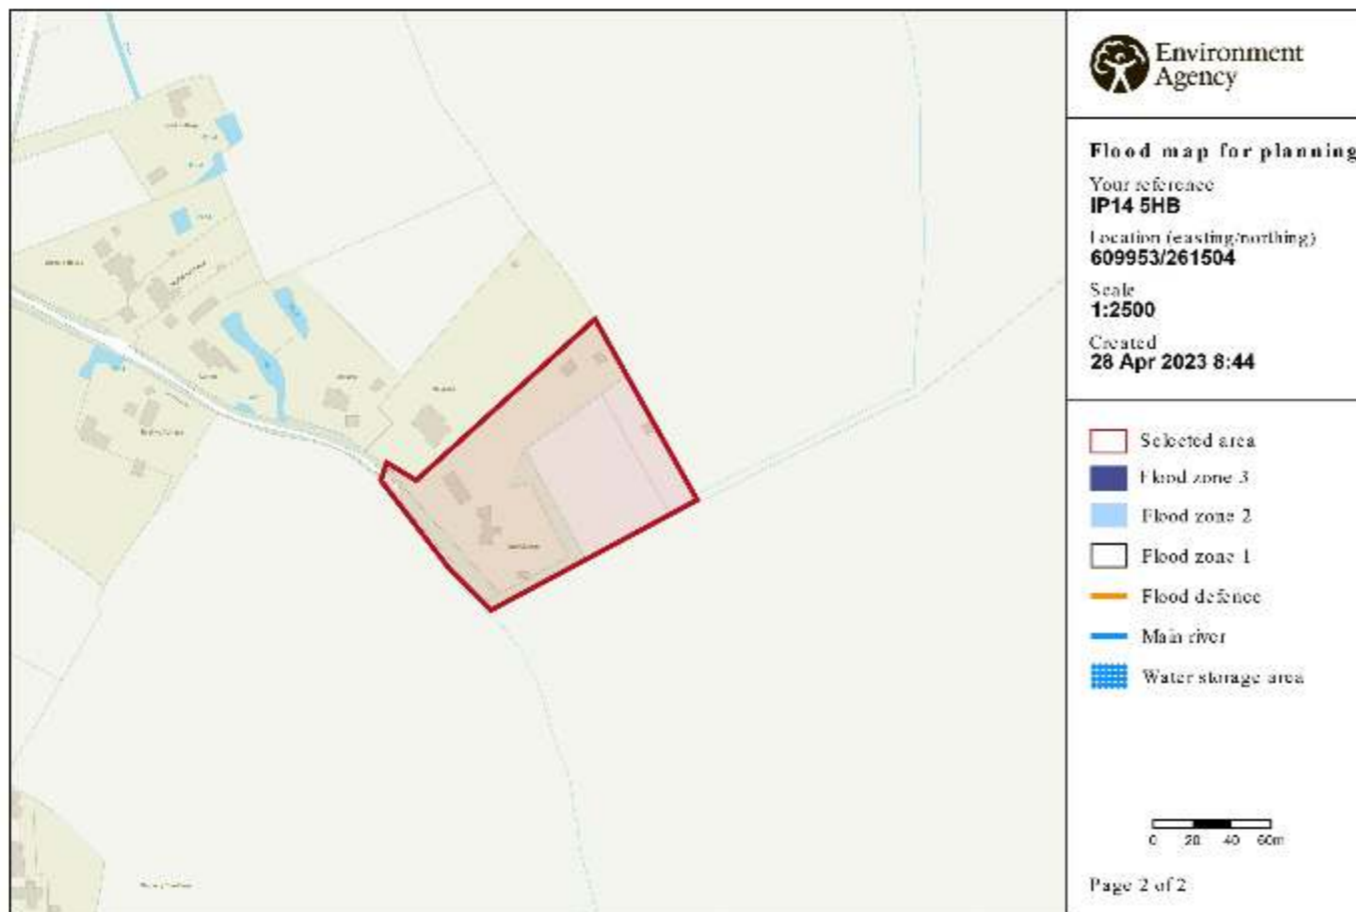 Environment
Agency
Flood map for planning
Your reference
IP14 5HB
Location (easting/northing)
609953/261504
Scale
1:2500
Created
28 Apr 2023 8:44
Selected area
Flood zone 3
Flood zone 2
Flood zone 1
Flood defence
Main river
Water storage area
0 20 40 60m
Page 2 of 2